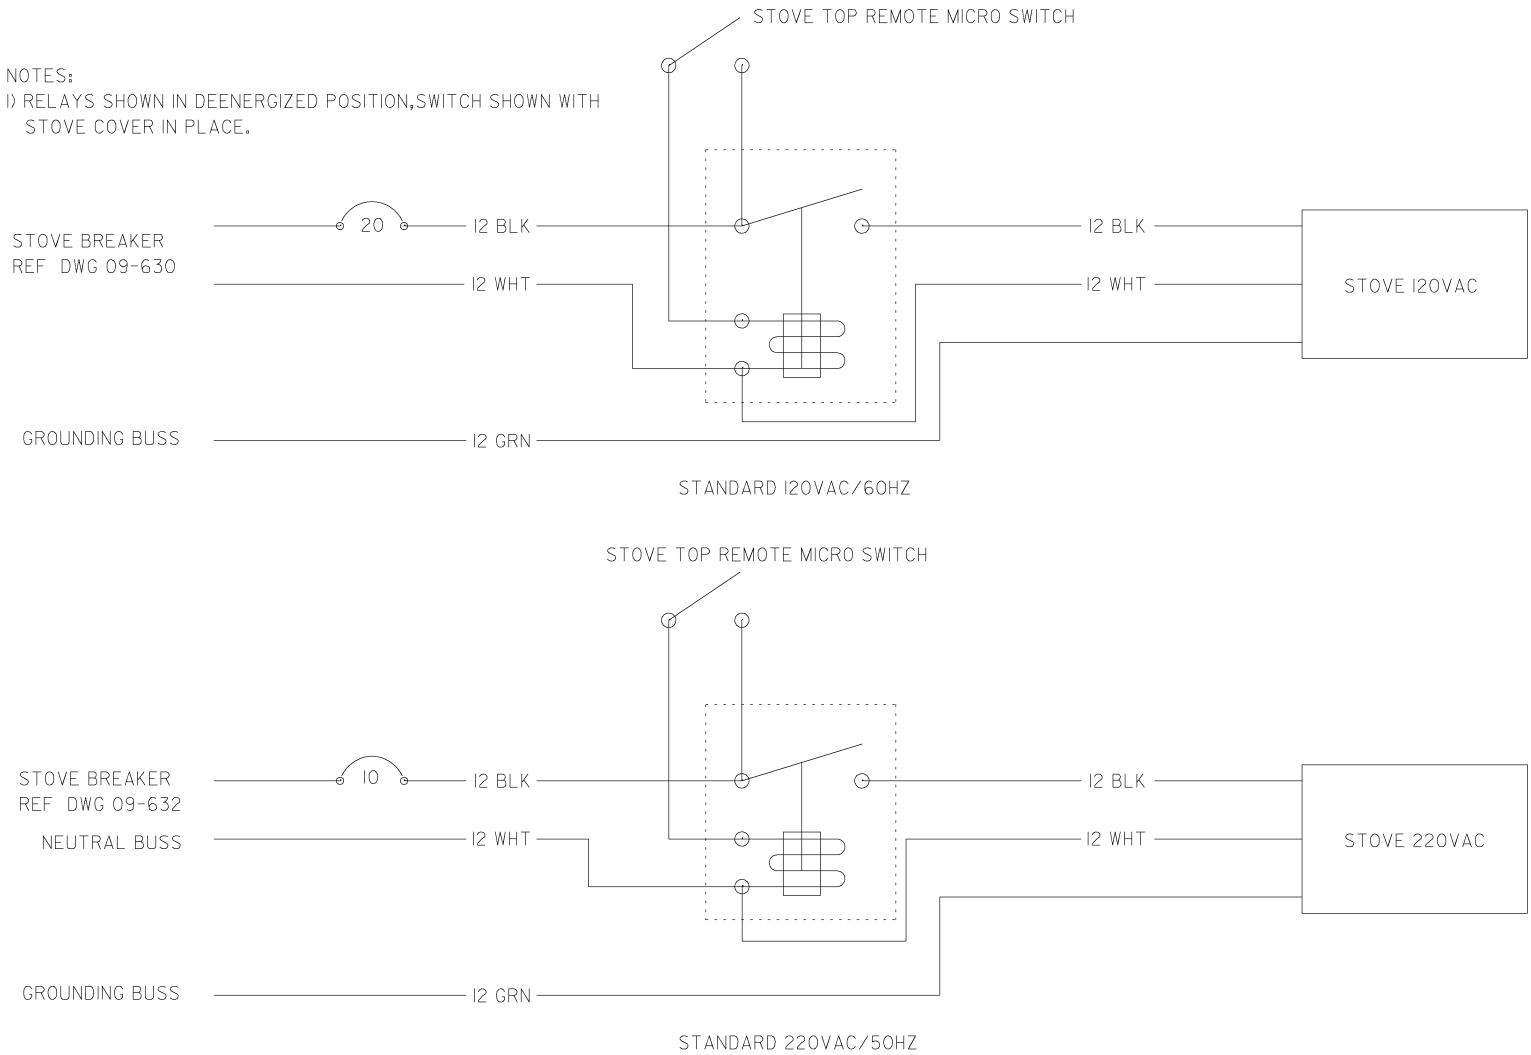 STOVE TOP REMOTE MICRO SWITCH
NOTES:
1) RELAYS SHOWN IN DEENERGIZED POSITION,SWITCH SHOWN WITH
STOVE COVER IN PLACE.
20
12 BLK
12 BLK
STOVE BREAKER
REF DWG 09-630
12 WHT
12 WHT
STOVE 120VAC
GROUNDING BUSS
12 GRN
STANDARD 120VAC/60HZ
STOVE TOP REMOTE MICRO SWITCH
10
12 BLK
12 BLK
STOVE BREAKER
REF DWG 09-632
NEUTRAL BUSS
12 WHT
12 WHT
STOVE 220VAC
GROUNDING BUSS
12 GRN
STANDARD 220VAC/50HZ